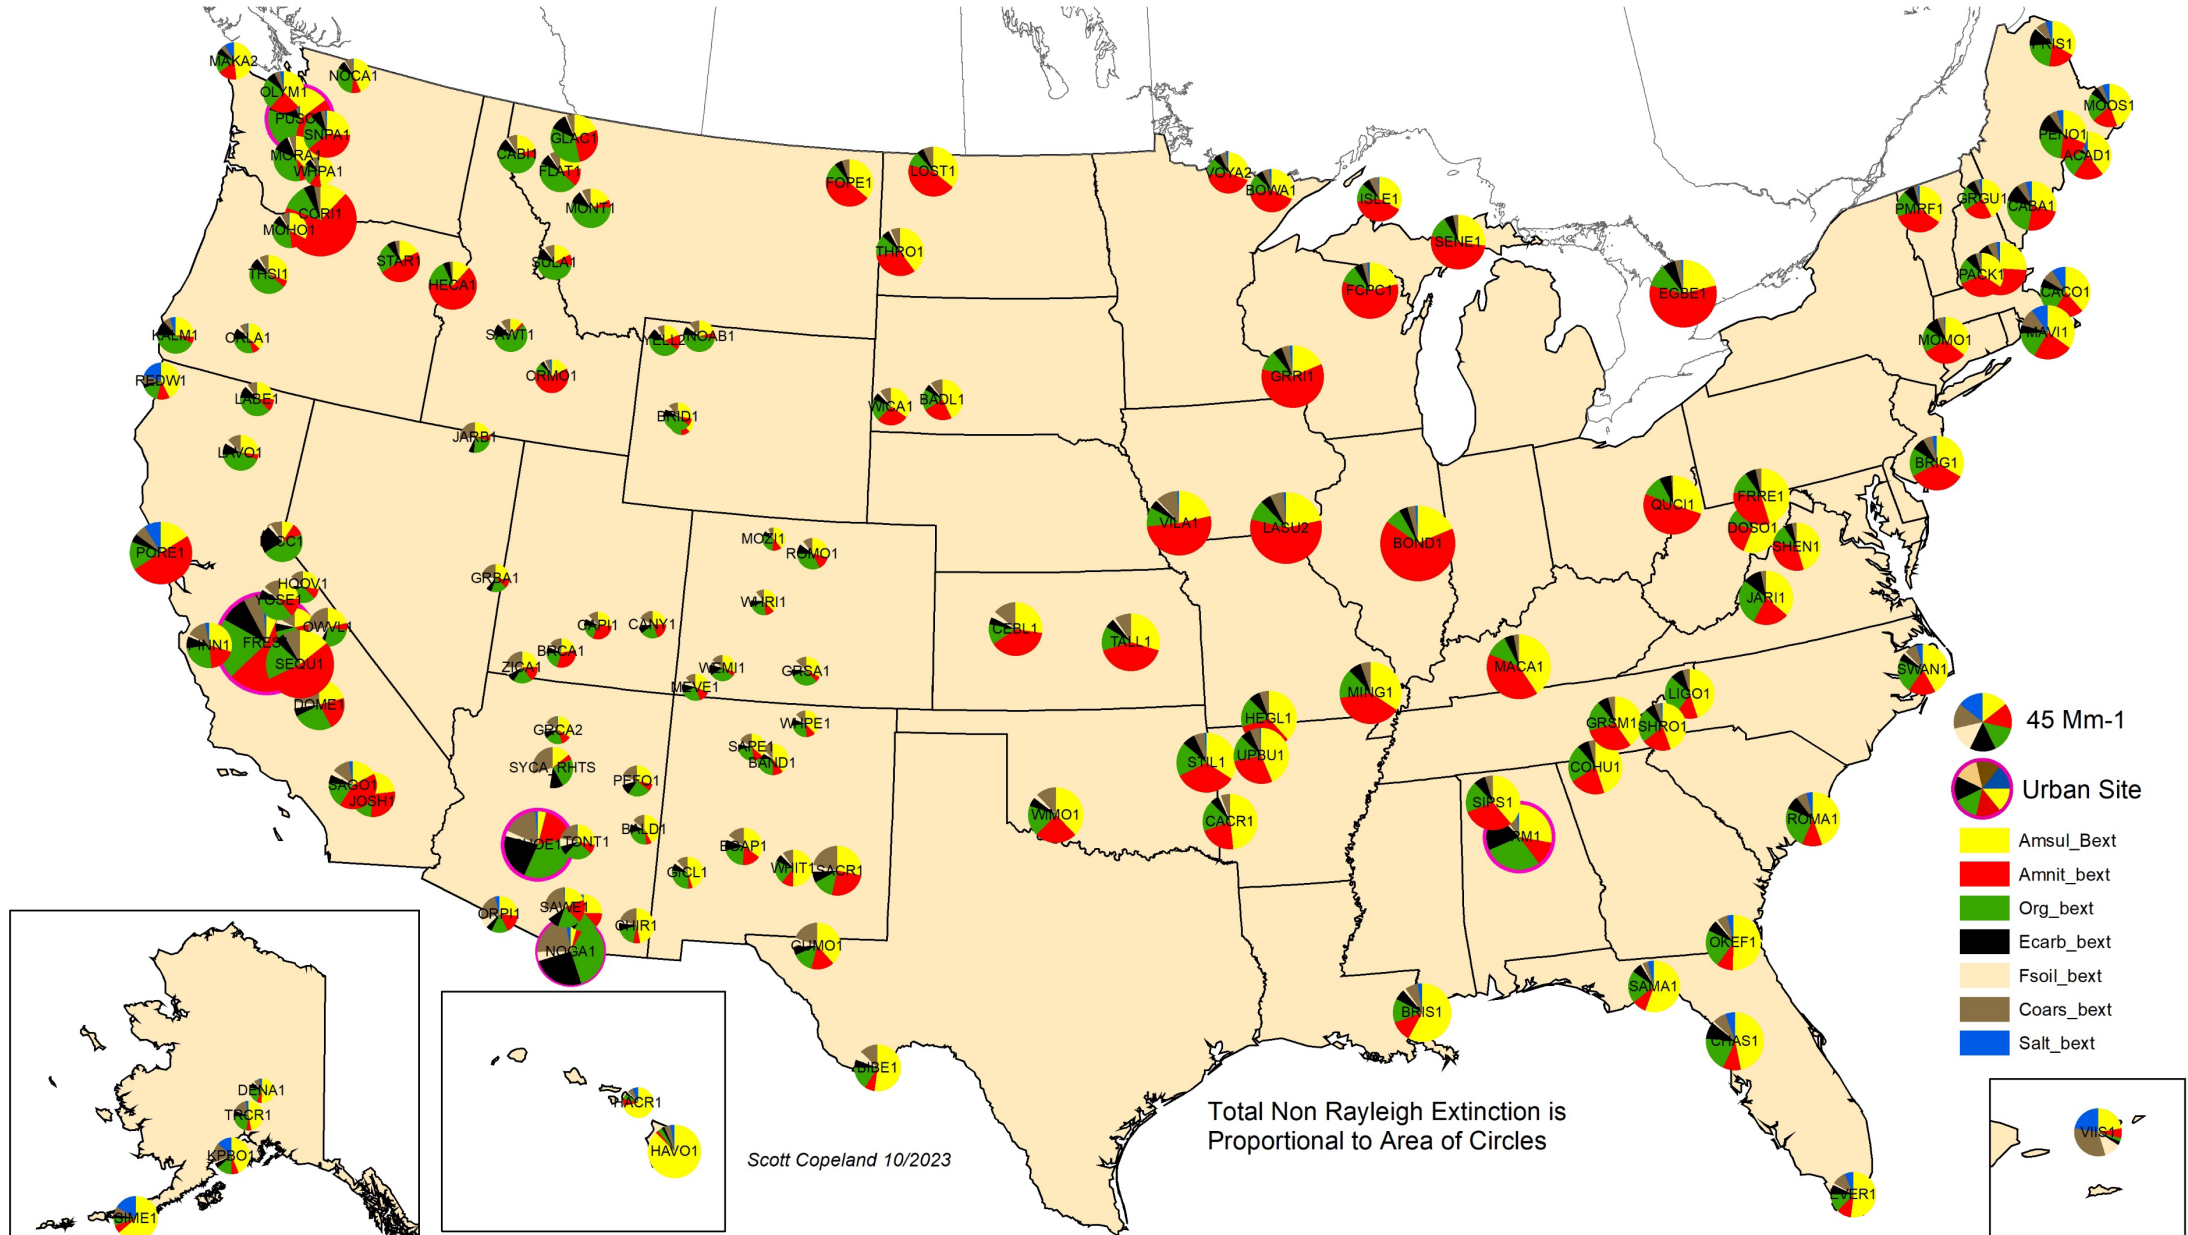 MAKA2
NOCA1
OLYM1
SNPA1
MORA1
WHPA1
CORI1
MOHO1
THSI1
STAR1
HECA1
KALM1
REDW1
LABE1
LAVO1
CABI1
GLAC1
FLAT1
MONT1
SULA1
SAWT1
CRMO1
YELL2
NOAB1
BRID1
JARB1
FOPE1
LOST1
THRO1
WICA1
BADL1
VOYA2
BOWA1
ISLE1
SENE1
FCPC1
GRRI1
EGBE1
PRIS1
MOOS1
PENO1
ACAD1
PMRF1
GRGU1
CABA1
PACK1
CACO1
MOMO1
MAVI1
BRIG1
PORE1
HOOV1
YOSE1
OWVL1
PINN1
FRES
SEQU1
DOME1
SAGO1
JOSH1
GRBA1
CAPI1
CANY1
BRCA1
ZICA1
MOZI1
ROMO1
WHRI1
WEMI1
GRSA1
MEVE1
VILA1
LASU2
BOND1
QUCI1
FRRE1
DOSO1
SHEN1
JARI1
CEBL1
TALL1
MACA1
MING1
HEGL1
UPBU1
STIL1
CACR1
WIMO1
LIGO1
GRSM1
SHRO1
COHU1
SWAN1
SIPS1
ROMA1
GRCA2
SYCA_RHTS
PEFO1
WHPE1
SAPE1
BAND1
TONT1
BALD1
BOAP1
GICL1
WHIT1
SACR1
ORPI1
SAWE1
CHIR1
NOGA1
GUMO1
BIBE1
BRIS1
SAMA1
OKEF1
CHAS1
EVER1
DENA1
TRCR1
KPBO1
SIME1
HACR1
HAVO1
VIIS1
45 Mm-1
Urban Site
Amsul_Bext
Amnit_bext
Org_bext
Ecarb_bext
Fsoil_bext
Coars_bext
Salt_bext
Total Non Rayleigh Extinction is
Proportional to Area of Circles
Scott Copeland 10/2023